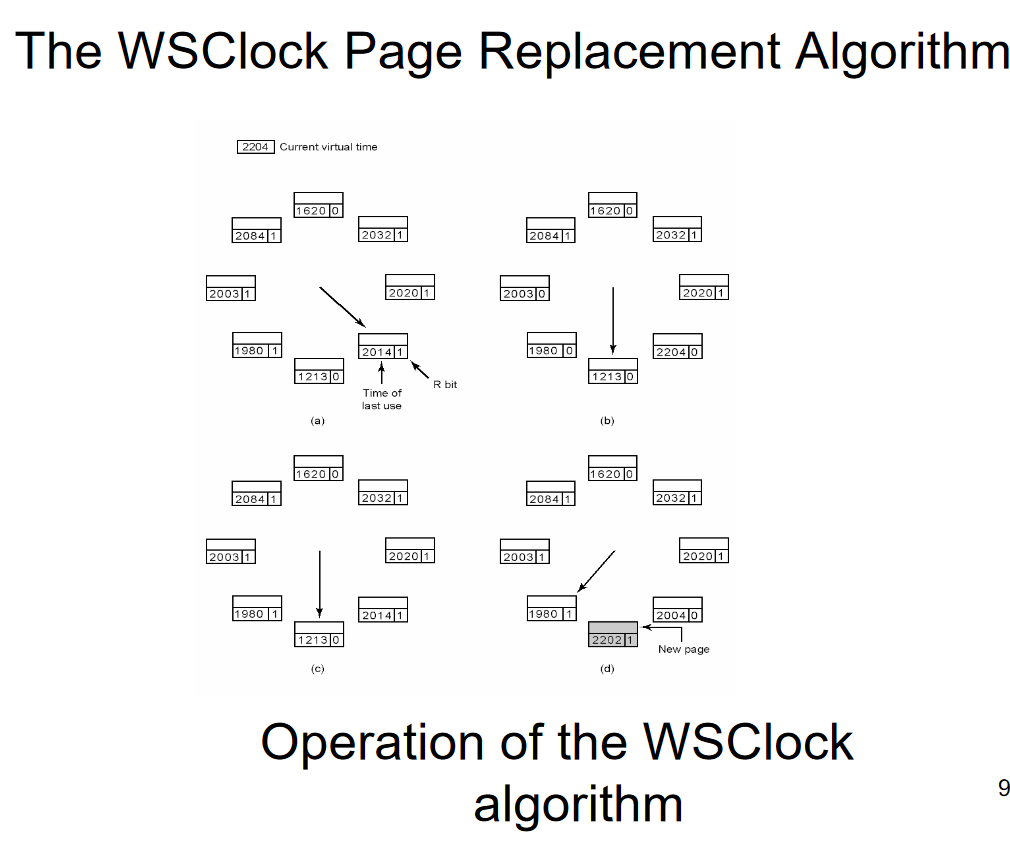 The WSClock Page Replacement Algorithm
2204 Current virtual time
1620 0
2084 1
2032 1
2003 1
2020 1
1980 1
2014 1
1213 0
Time of
last use
R bit
(a)
1620 0
2084 1
2032 1
2003 0
2020 1
1980 0
2204 0
1213 0
(b)
1620 0
2084 1
2032 1
2003 1
2020 1
1980 1
2014 1
1213 0
(c)
1620 0
2084 1
2032 1
2003 1
2020 1
1980 1
2004 0
2202 1
New page
(d)
Operation of the WSClock
algorithm
9